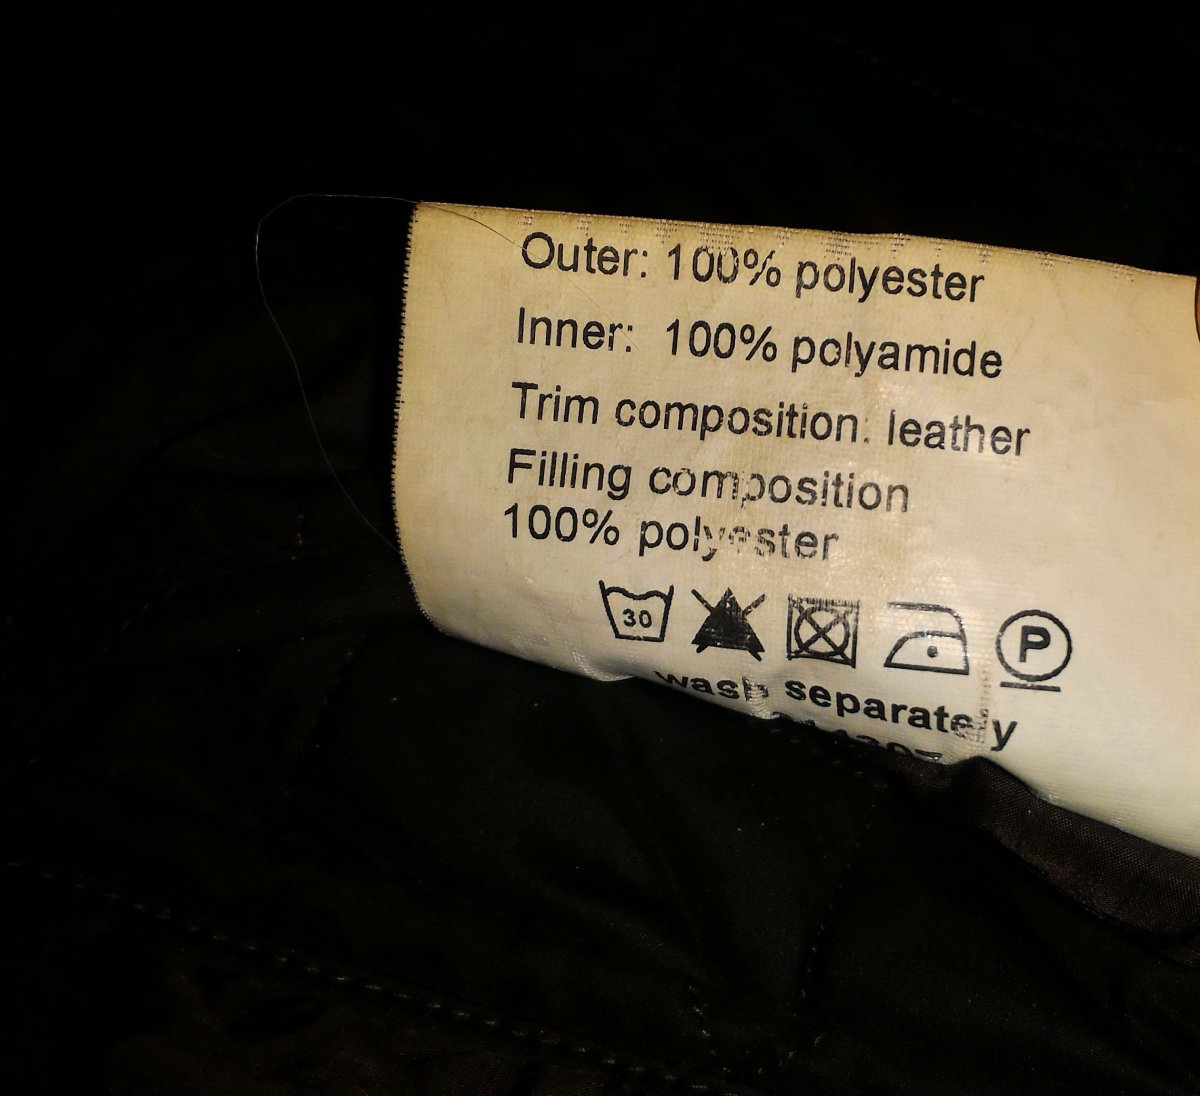 Outer: 100% polyester
Inner: 100% polyamide
Trim composition: leather
Filling composition
100% polyester
30 P
wash separately